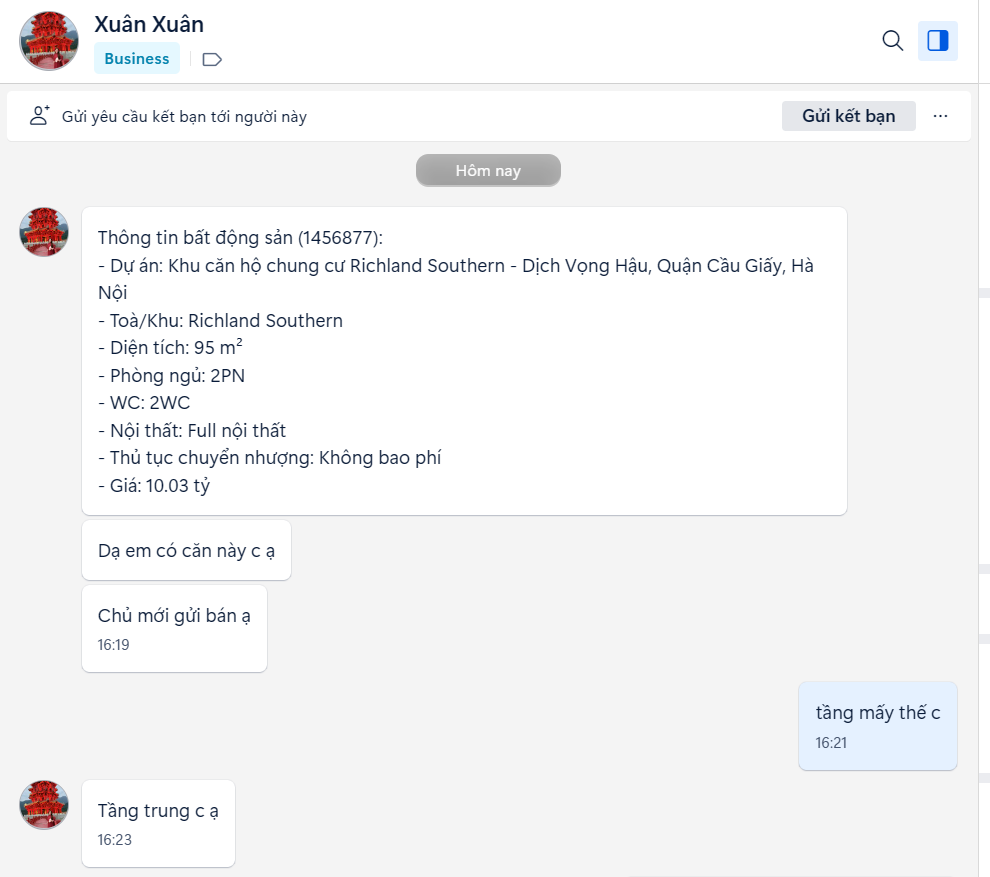 Xuân Xuân
Business
Gửi yêu cầu kết bạn tới người này
Gửi kết bạn
Hôm nay
Thông tin bất động sản (1456877):
- Dự án: Khu căn hộ chung cư Richland Southern - Dịch Vọng Hậu, Quận Cầu Giấy, Hà
Nội
- Toà/Khu: Richland Southern
- Diện tích: 95 m²
- Phòng ngủ: 2PN
- WC: 2WC
- Nội thất: Full nội thất
- Thủ tục chuyển nhượng: Không bao phí
- Giá: 10.03 tỷ
Dạ em có căn này c ạ
Chủ mới gửi bán ạ
16:19
tầng mấy thế c
16:21
Tầng trung c ạ
16:23